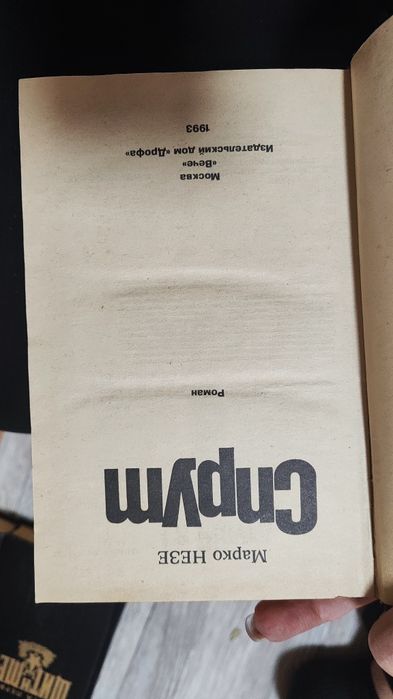 Марко НЕЗЕ
Спрут
Роман
Москва
«Вече»
Издательский дом «Дрофа»
1993